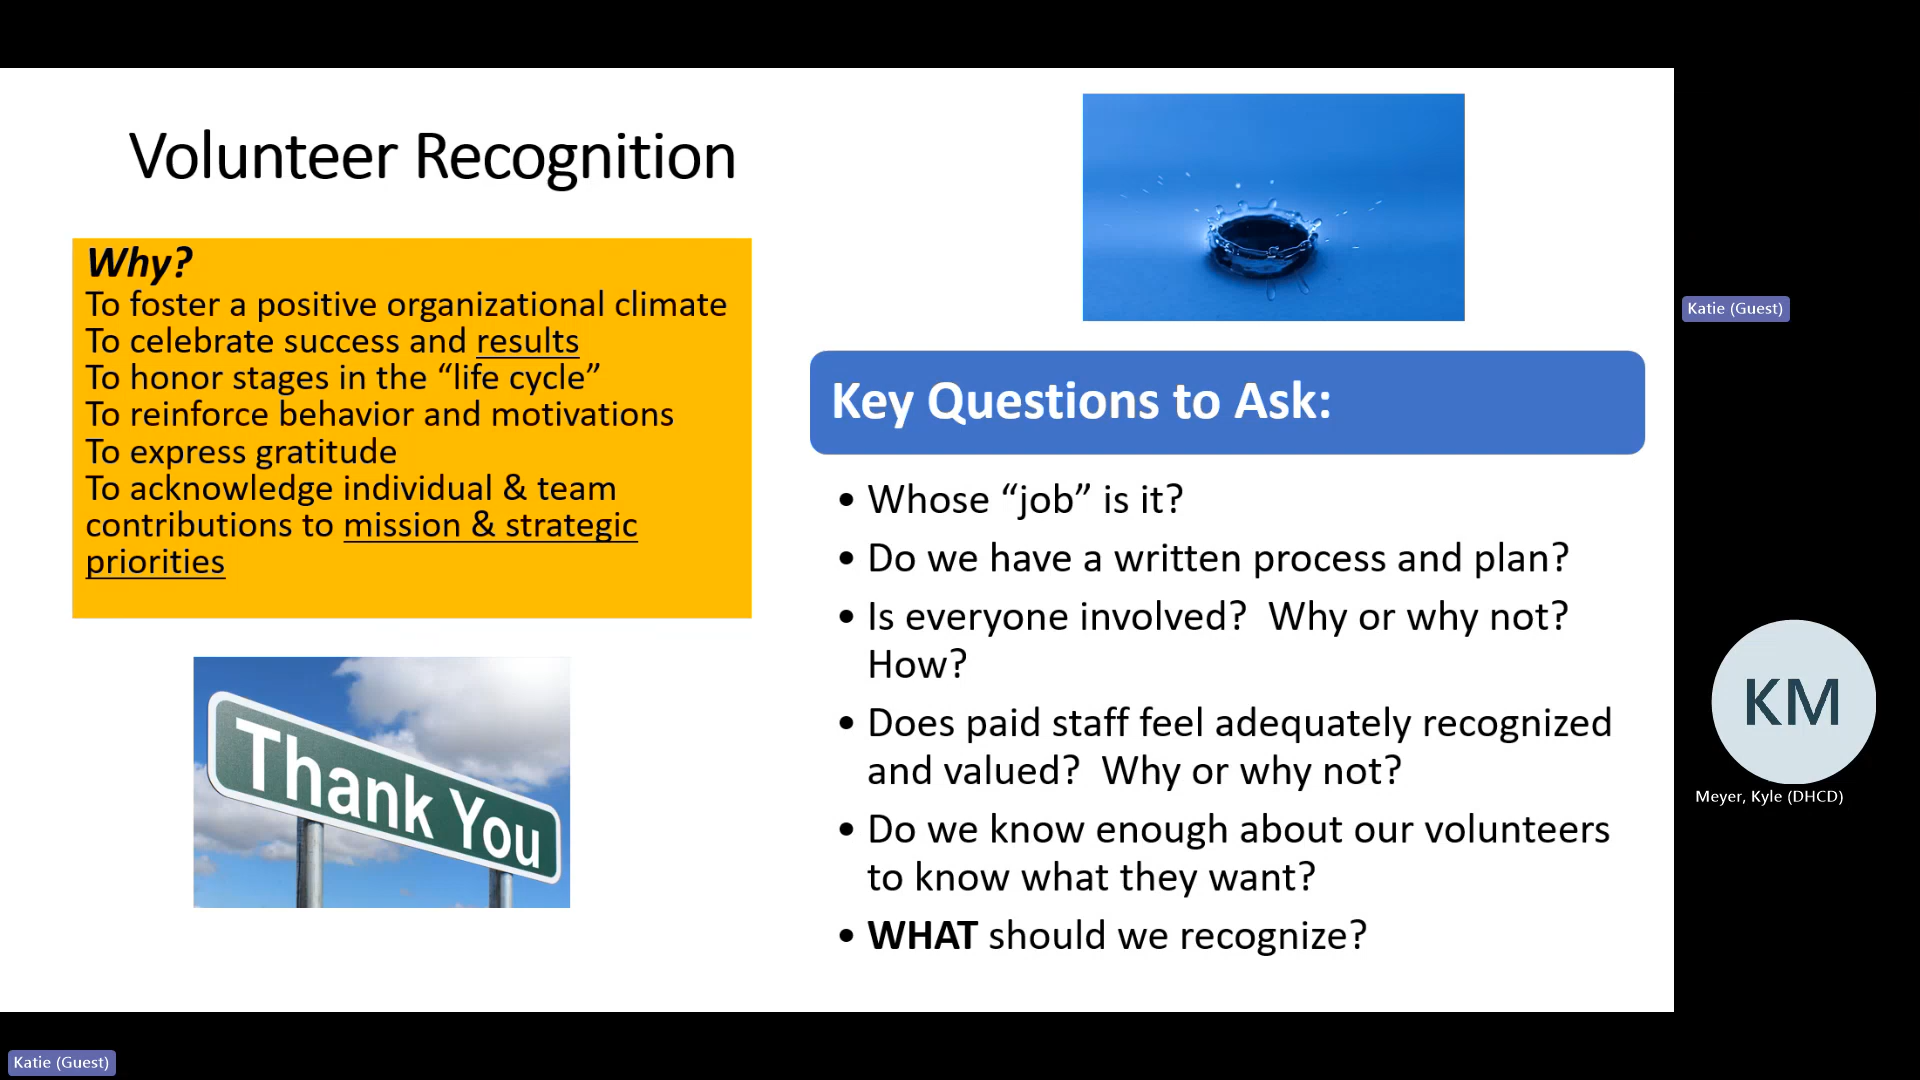 Volunteer Recognition
Why?
To foster a positive organizational climate
To celebrate success and results
To honor stages in the “life cycle”
To reinforce behavior and motivations
To express gratitude
To acknowledge individual & team
contributions to mission & strategic
priorities
Thank You
Key Questions to Ask:
• Whose “job” is it?
• Do we have a written process and plan?
• Is everyone involved?  Why or why not?
How?
• Does paid staff feel adequately recognized
and valued?  Why or why not?
• Do we know enough about our volunteers
to know what they want?
• WHAT should we recognize?
Katie (Guest)
KM
Meyer, Kyle (DHCD)
Katie (Guest)